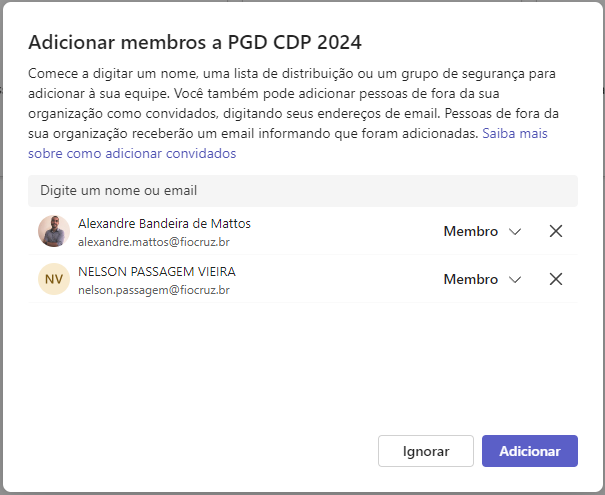 Adicionar membros a PGD CDP 2024
Comece a digitar um nome, uma lista de distribuição ou um grupo de segurança para
adicionar à sua equipe. Você também pode adicionar pessoas de fora da sua
organização como convidados, digitando seus endereços de email. Pessoas de fora da
sua organização receberão um email informando que foram adicionadas. Saiba mais
sobre como adicionar convidados
Digite um nome ou email
Alexandre Bandeira de Mattos
alexandre.mattos@fiocruz.br
Membro
NV
NELSON PASSAGEM VIEIRA
nelson.passagem@fiocruz.br
Membro
Ignorar
Adicionar